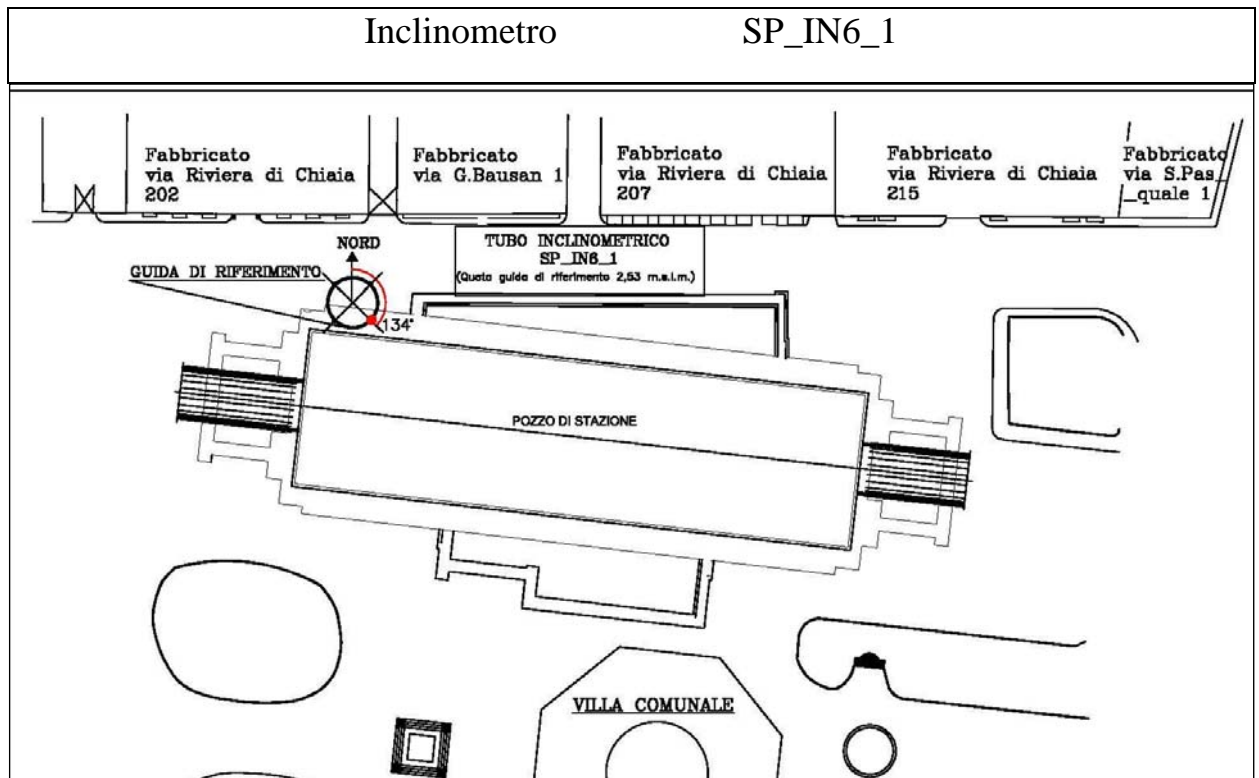 Inclinometro SP_IN6_1
Fabbricato
via Riviera di Chiaia
202
Fabbricato
via G.Bausan 1
Fabbricato
via Riviera di Chiaia
207
Fabbricato
via Riviera di Chiaia
215
Fabbricato
via S.Pas_
_quale 1
NORD
TUBO INCLINOMETRICO
SP_IN6_1
(Quota guida di riferimento 2,53 m.s.l.m.)
GUIDA DI RIFERIMENTO
134°
POZZO DI STAZIONE
VILLA COMUNALE